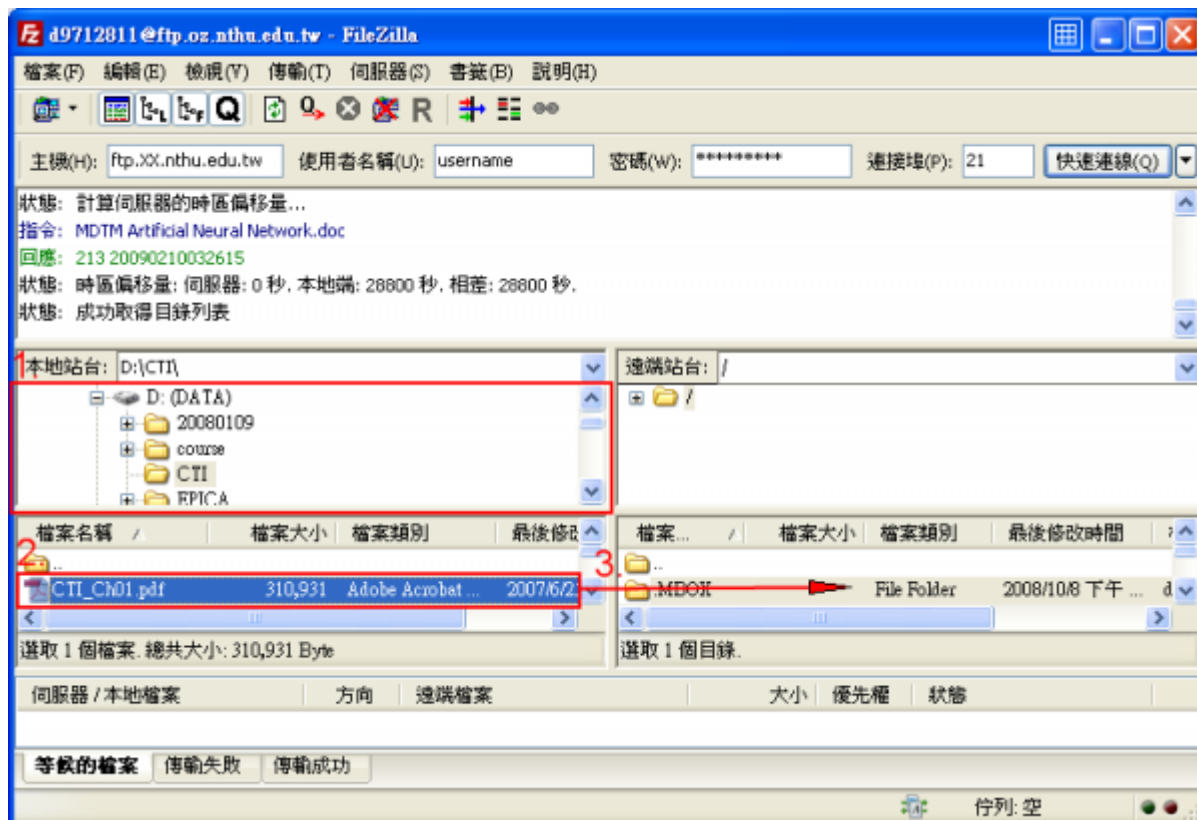 d9712811@ftp.oz.nthu.edu.tw - FileZilla
檔案(F) 編輯(E) 檢視(V) 傳輸(T) 伺服器(S) 書籤(B) 說明(H)
主機(H): ftp.XX.nthu.edu.tw 使用者名稱(U): username 密碼(W): ********* 連接埠(P): 21 快速連線(Q)
狀態: 計算伺服器的時區偏移量...
指令: MDTM Artificial Neural Network.doc
回應: 213 20090210032615
狀態: 時區偏移量: 伺服器: 0 秒. 本地端: 28800 秒. 相差: 28800 秒.
狀態: 成功取得目錄列表
1
本地站台: D:\CTI\
D: (DATA)
20080109
course
CTI
EPICA
遠端站台: /
/
檔案名稱 檔案大小 檔案類別 最後修改
2.
..
CTI_Ch01.pdf 310,931 Adobe Acrobat ... 2007/6/2
選取 1 個檔案. 總共大小: 310,931 Byte
檔案... 檔案大小 檔案類別 最後修改時間
3.
..
.MBOX File Folder 2008/10/8 下午 ... d
選取 1 個目錄.
伺服器 / 本地檔案 方向 遠端檔案 大小 優先權 狀態
等候的檔案 傳輸失敗 傳輸成功
佇列: 空